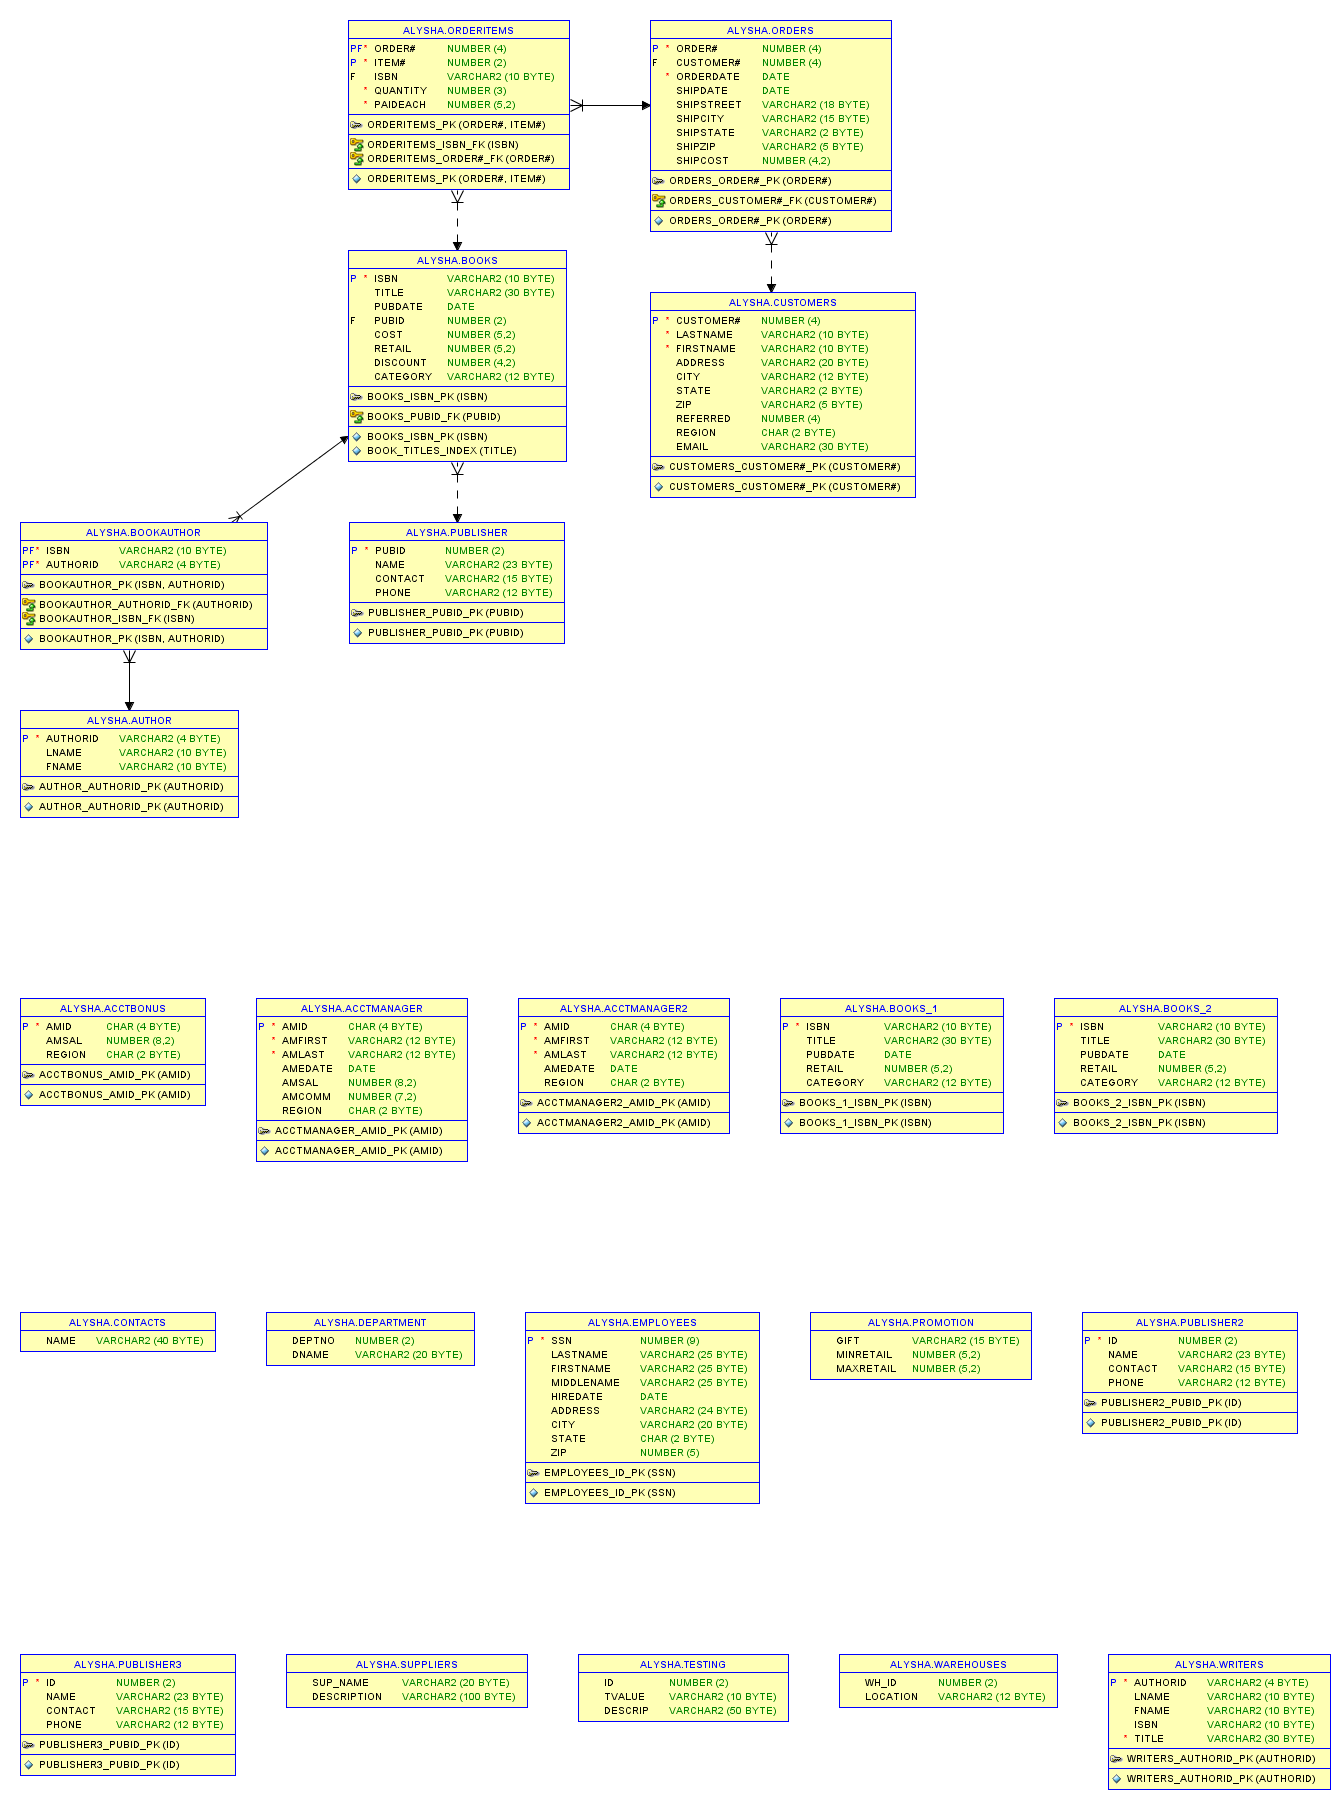 ALYSHA.ORDERITEMS
PF* ORDER# NUMBER (4)
P * ITEM# NUMBER (2)
F ISBN VARCHAR2 (10 BYTE)
* QUANTITY NUMBER (3)
* PAIDEACH NUMBER (5,2)
ORDERITEMS_PK (ORDER#, ITEM#)
ORDERITEMS_ISBN_FK (ISBN)
ORDERITEMS_ORDER#_FK (ORDER#)
ORDERITEMS_PK (ORDER#, ITEM#)
ALYSHA.ORDERS
P * ORDER# NUMBER (4)
F CUSTOMER# NUMBER (4)
* ORDERDATE DATE
SHIPDATE DATE
SHIPSTREET VARCHAR2 (18 BYTE)
SHIPCITY VARCHAR2 (15 BYTE)
SHIPSTATE VARCHAR2 (2 BYTE)
SHIPZIP VARCHAR2 (5 BYTE)
SHIPCOST NUMBER (4,2)
ORDERS_ORDER#_PK (ORDER#)
ORDERS_CUSTOMER#_FK (CUSTOMER#)
ORDERS_ORDER#_PK (ORDER#)
ALYSHA.BOOKS
P * ISBN VARCHAR2 (10 BYTE)
TITLE VARCHAR2 (30 BYTE)
PUBDATE DATE
F PUBID NUMBER (2)
COST NUMBER (5,2)
RETAIL NUMBER (5,2)
DISCOUNT NUMBER (4,2)
CATEGORY VARCHAR2 (12 BYTE)
BOOKS_ISBN_PK (ISBN)
BOOKS_PUBID_FK (PUBID)
BOOKS_ISBN_PK (ISBN)
BOOK_TITLES_INDEX (TITLE)
ALYSHA.CUSTOMERS
P * CUSTOMER# NUMBER (4)
* LASTNAME VARCHAR2 (10 BYTE)
* FIRSTNAME VARCHAR2 (10 BYTE)
ADDRESS VARCHAR2 (20 BYTE)
CITY VARCHAR2 (12 BYTE)
STATE VARCHAR2 (2 BYTE)
ZIP VARCHAR2 (5 BYTE)
REFERRED NUMBER (4)
REGION CHAR (2 BYTE)
EMAIL VARCHAR2 (30 BYTE)
CUSTOMERS_CUSTOMER#_PK (CUSTOMER#)
CUSTOMERS_CUSTOMER#_PK (CUSTOMER#)
ALYSHA.BOOKAUTHOR
PF* ISBN VARCHAR2 (10 BYTE)
PF* AUTHORID VARCHAR2 (4 BYTE)
BOOKAUTHOR_PK (ISBN, AUTHORID)
BOOKAUTHOR_AUTHORID_FK (AUTHORID)
BOOKAUTHOR_ISBN_FK (ISBN)
BOOKAUTHOR_PK (ISBN, AUTHORID)
ALYSHA.PUBLISHER
P * PUBID NUMBER (2)
NAME VARCHAR2 (23 BYTE)
CONTACT VARCHAR2 (15 BYTE)
PHONE VARCHAR2 (12 BYTE)
PUBLISHER_PUBID_PK (PUBID)
PUBLISHER_PUBID_PK (PUBID)
ALYSHA.AUTHOR
P * AUTHORID VARCHAR2 (4 BYTE)
LNAME VARCHAR2 (10 BYTE)
FNAME VARCHAR2 (10 BYTE)
AUTHOR_AUTHORID_PK (AUTHORID)
AUTHOR_AUTHORID_PK (AUTHORID)
ALYSHA.ACCTBONUS
P * AMID CHAR (4 BYTE)
AMSAL NUMBER (8,2)
REGION CHAR (2 BYTE)
ACCTBONUS_AMID_PK (AMID)
ACCTBONUS_AMID_PK (AMID)
ALYSHA.ACCTMANAGER
P * AMID CHAR (4 BYTE)
* AMFIRST VARCHAR2 (12 BYTE)
* AMLAST VARCHAR2 (12 BYTE)
AMEDATE DATE
AMSAL NUMBER (8,2)
AMCOMM NUMBER (7,2)
REGION CHAR (2 BYTE)
ACCTMANAGER_AMID_PK (AMID)
ACCTMANAGER_AMID_PK (AMID)
ALYSHA.ACCTMANAGER2
P * AMID CHAR (4 BYTE)
* AMFIRST VARCHAR2 (12 BYTE)
* AMLAST VARCHAR2 (12 BYTE)
AMEDATE DATE
REGION CHAR (2 BYTE)
ACCTMANAGER2_AMID_PK (AMID)
ACCTMANAGER2_AMID_PK (AMID)
ALYSHA.BOOKS_1
P * ISBN VARCHAR2 (10 BYTE)
TITLE VARCHAR2 (30 BYTE)
PUBDATE DATE
RETAIL NUMBER (5,2)
CATEGORY VARCHAR2 (12 BYTE)
BOOKS_1_ISBN_PK (ISBN)
BOOKS_1_ISBN_PK (ISBN)
ALYSHA.BOOKS_2
P * ISBN VARCHAR2 (10 BYTE)
TITLE VARCHAR2 (30 BYTE)
PUBDATE DATE
RETAIL NUMBER (5,2)
CATEGORY VARCHAR2 (12 BYTE)
BOOKS_2_ISBN_PK (ISBN)
BOOKS_2_ISBN_PK (ISBN)
ALYSHA.CONTACTS
NAME VARCHAR2 (40 BYTE)
ALYSHA.DEPARTMENT
DEPTNO NUMBER (2)
DNAME VARCHAR2 (20 BYTE)
ALYSHA.EMPLOYEES
P * SSN NUMBER (9)
LASTNAME VARCHAR2 (25 BYTE)
FIRSTNAME VARCHAR2 (25 BYTE)
MIDDLENAME VARCHAR2 (25 BYTE)
HIREDATE DATE
ADDRESS VARCHAR2 (24 BYTE)
CITY VARCHAR2 (20 BYTE)
STATE CHAR (2 BYTE)
ZIP NUMBER (5)
EMPLOYEES_ID_PK (SSN)
EMPLOYEES_ID_PK (SSN)
ALYSHA.PROMOTION
GIFT VARCHAR2 (15 BYTE)
MINRETAIL NUMBER (5,2)
MAXRETAIL NUMBER (5,2)
ALYSHA.PUBLISHER2
P * ID NUMBER (2)
NAME VARCHAR2 (23 BYTE)
CONTACT VARCHAR2 (15 BYTE)
PHONE VARCHAR2 (12 BYTE)
PUBLISHER2_PUBID_PK (ID)
PUBLISHER2_PUBID_PK (ID)
ALYSHA.PUBLISHER3
P * ID NUMBER (2)
NAME VARCHAR2 (23 BYTE)
CONTACT VARCHAR2 (15 BYTE)
PHONE VARCHAR2 (12 BYTE)
PUBLISHER3_PUBID_PK (ID)
PUBLISHER3_PUBID_PK (ID)
ALYSHA.SUPPLIERS
SUP_NAME VARCHAR2 (20 BYTE)
DESCRIPTION VARCHAR2 (100 BYTE)
ALYSHA.TESTING
ID NUMBER (2)
TVALUE VARCHAR2 (10 BYTE)
DESCRIP VARCHAR2 (50 BYTE)
ALYSHA.WAREHOUSES
WH_ID NUMBER (2)
LOCATION VARCHAR2 (12 BYTE)
ALYSHA.WRITERS
P * AUTHORID VARCHAR2 (4 BYTE)
LNAME VARCHAR2 (10 BYTE)
FNAME VARCHAR2 (10 BYTE)
ISBN VARCHAR2 (10 BYTE)
* TITLE VARCHAR2 (30 BYTE)
WRITERS_AUTHORID_PK (AUTHORID)
WRITERS_AUTHORID_PK (AUTHORID)